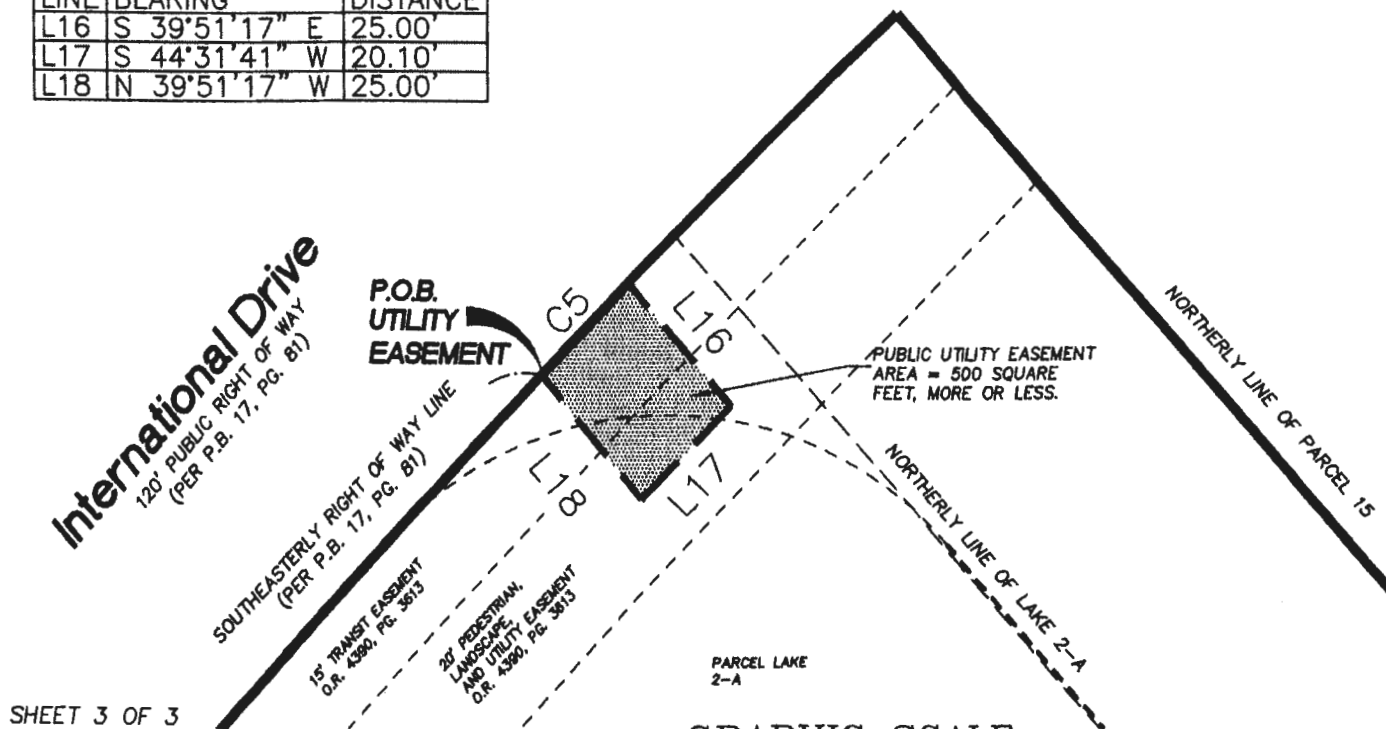 LINE BEARING DISTANCE
L16 S 39°51'17" E 25.00'
L17 S 44°31'41" W 20.10'
L18 N 39°51'17" W 25.00'
International Drive
120' PUBLIC RIGHT OF WAY
(PER P.B. 17, PG. 81)
P.O.B.
UTILITY
EASEMENT
C5
L16
L17
L18
PUBLIC UTILITY EASEMENT
AREA = 500 SQUARE
FEET, MORE OR LESS.
NORTHERLY LINE OF PARCEL 15
NORTHERLY LINE OF LAKE 2-A
SOUTHEASTERLY RIGHT OF WAY LINE
(PER P.B. 17, PG. 81)
15' TRANSIT EASEMENT
O.R. 4390, PG. 3613
20' PEDESTRIAN,
LANDSCAPE,
AND UTILITY EASEMENT
O.R. 4390, PG. 3613
PARCEL LAKE
2-A
SHEET 3 OF 3